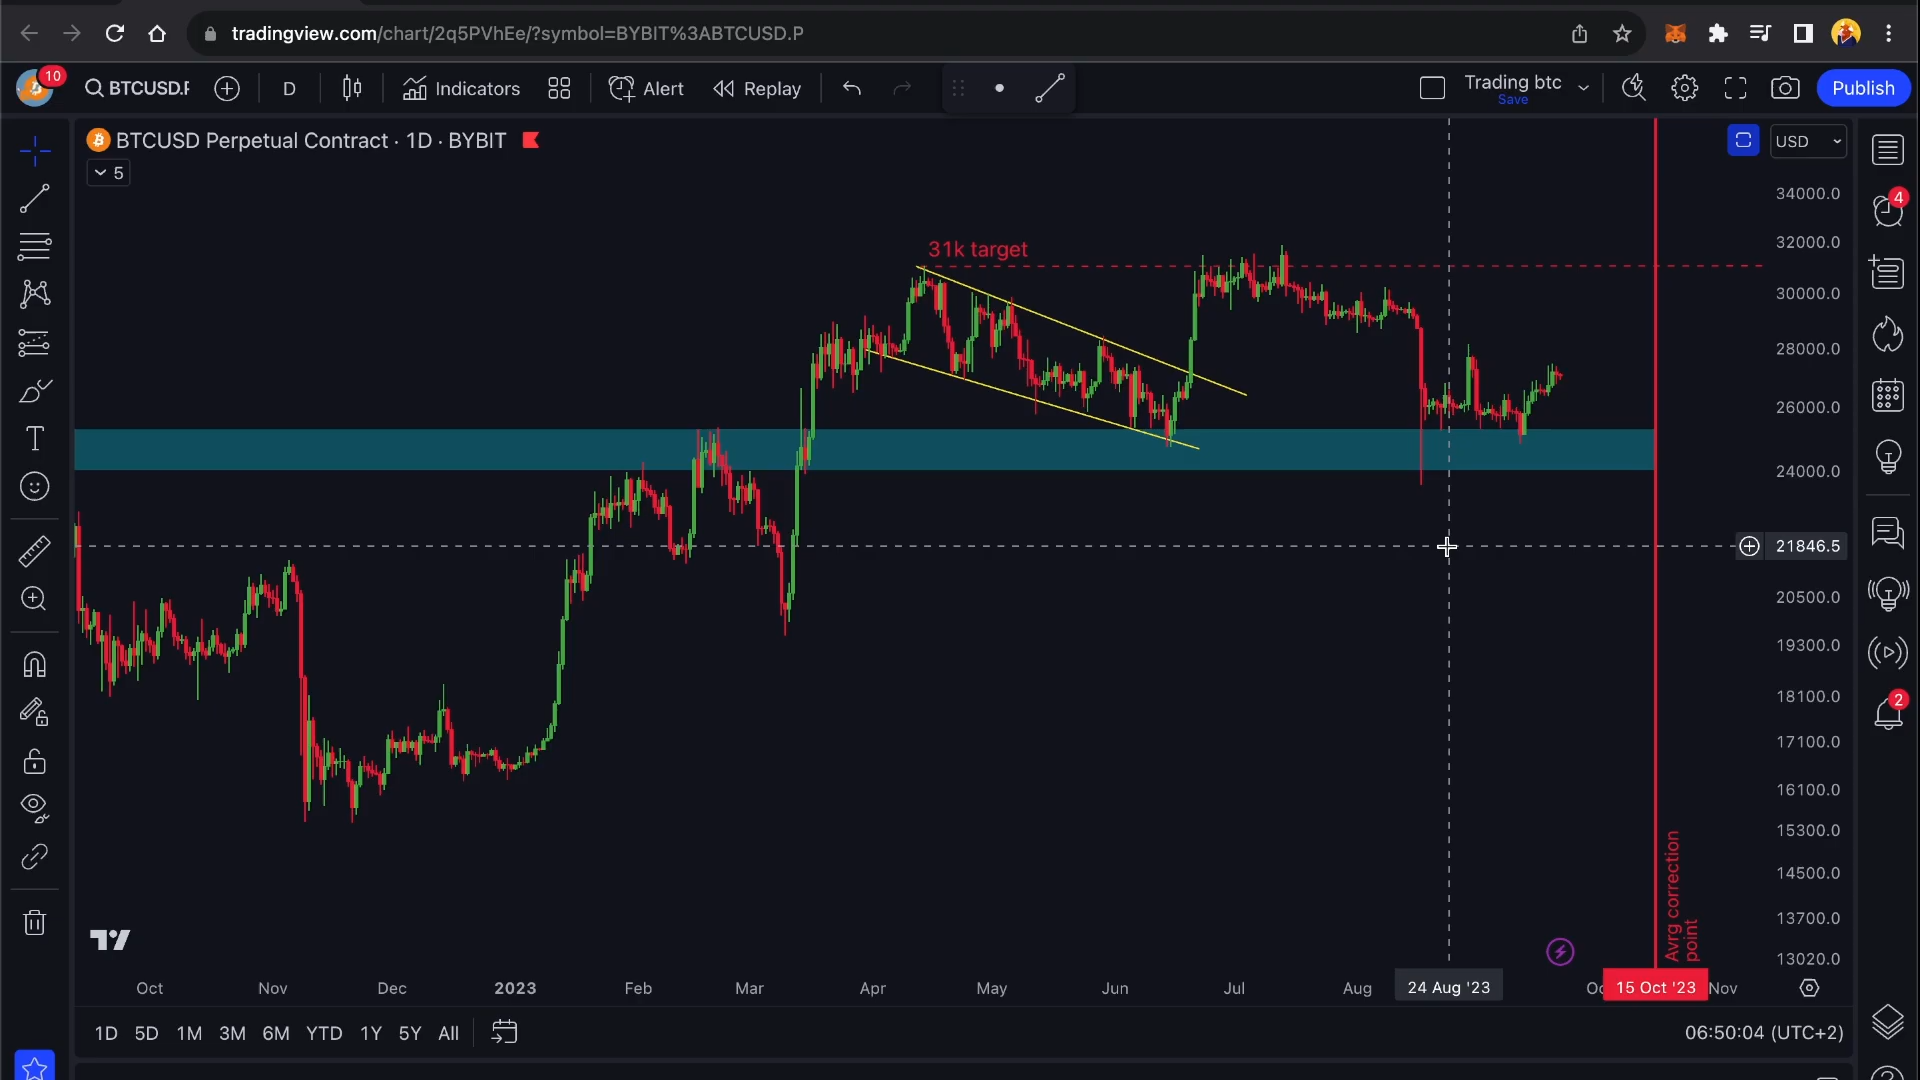 tradingview.com/chart/2q5PVhEe/?symbol=BYBIT%3ABTCUSD.P
10
BTCUSD.F
D
Indicators
Alert
Replay
Trading btc
Save
Publish
BTCUSD Perpetual Contract · 1D · BYBIT
5
USD
34000.0
32000.0
30000.0
28000.0
26000.0
24000.0
21846.5
20500.0
19300.0
18100.0
17100.0
16100.0
15300.0
14500.0
13700.0
13020.0
31k target
Avrg correction
point
4
2
Oct
Nov
Dec
2023
Feb
Mar
Apr
May
Jun
Jul
Aug
24 Aug '23
15 Oct '23
Nov
1D
5D
1M
3M
6M
YTD
1Y
5Y
All
06:50:04 (UTC+2)